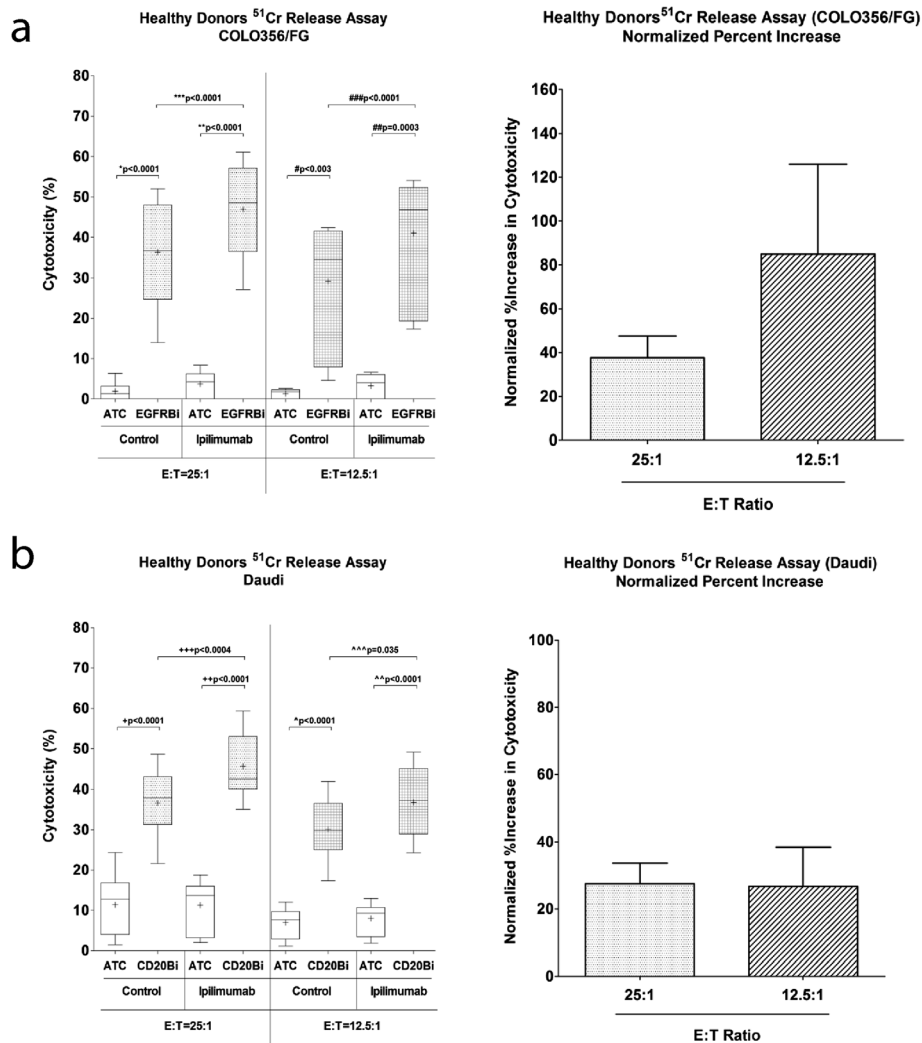 a
Healthy Donors ⁵¹Cr Release Assay
COLO356/FG
Cytotoxicity (%)
80
70
60
50
40
30
20
10
0
***p<0.0001
**p<0.0001
*p<0.0001
###p<0.0001
##p=0.0003
#p<0.003
ATC EGFRBi ATC EGFRBi ATC EGFRBi ATC EGFRBi
Control Ipilimumab Control Ipilimumab
E:T=25:1 E:T=12.5:1
Healthy Donors⁵¹Cr Release Assay (COLO356/FG)
Normalized Percent Increase
Normalized %Increase in Cytotoxicity
160
140
120
100
80
60
40
20
0
25:1 12.5:1
E:T Ratio
b
Healthy Donors ⁵¹Cr Release Assay
Daudi
Cytotoxicity (%)
80
70
60
50
40
30
20
10
0
+++p<0.0004
++p<0.0001
+p<0.0001
^^^p=0.035
^^p<0.0001
^p<0.0001
ATC CD20Bi ATC CD20Bi ATC CD20Bi ATC CD20Bi
Control Ipilimumab Control Ipilimumab
E:T=25:1 E:T=12.5:1
Healthy Donors ⁵¹Cr Release Assay (Daudi)
Normalized Percent Increase
Normalized %Increase in Cytotoxicity
100
80
60
40
20
0
25:1 12.5:1
E:T Ratio